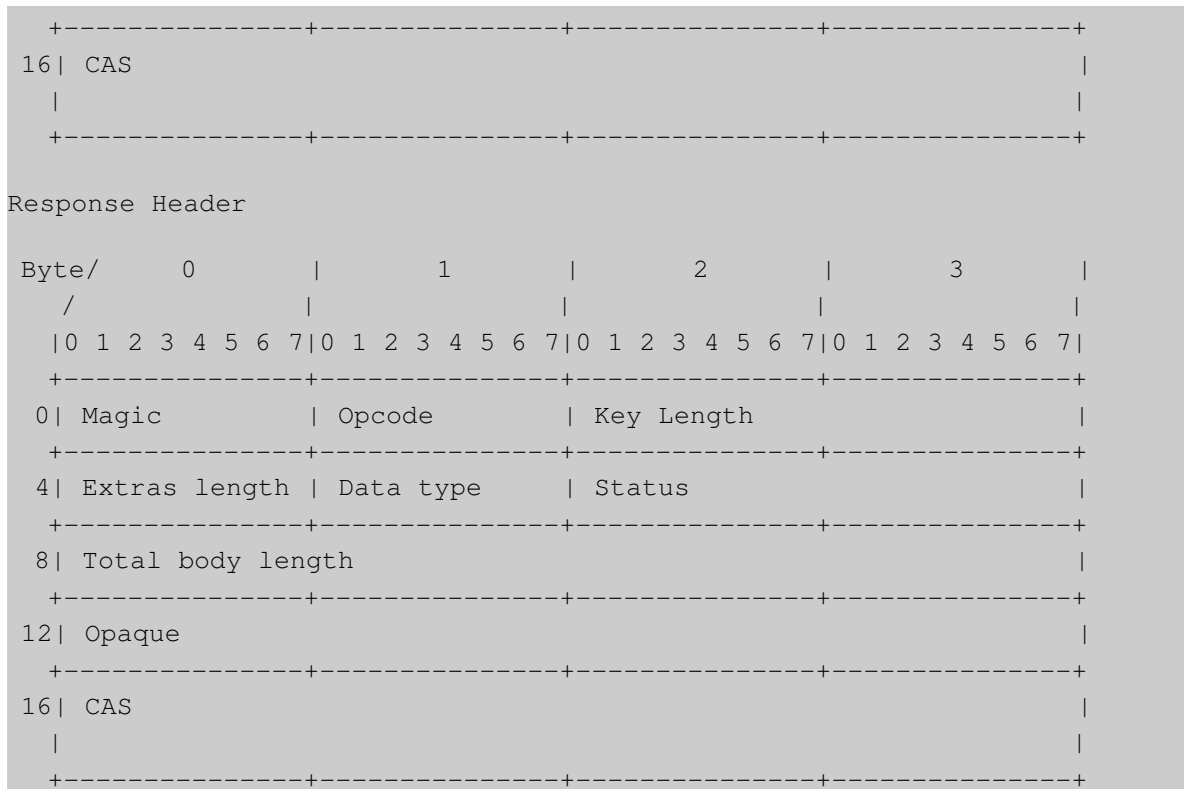 +---------------+---------------+---------------+---------------+
16| CAS |
| |
+---------------+---------------+---------------+---------------+
Response Header
Byte/ 0 | 1 | 2 | 3 |
/ | | | |
|0 1 2 3 4 5 6 7|0 1 2 3 4 5 6 7|0 1 2 3 4 5 6 7|0 1 2 3 4 5 6 7|
+---------------+---------------+---------------+---------------+
0| Magic | Opcode | Key Length |
+---------------+---------------+---------------+---------------+
4| Extras length | Data type | Status |
+---------------+---------------+---------------+---------------+
8| Total body length |
+---------------+---------------+---------------+---------------+
12| Opaque |
+---------------+---------------+---------------+---------------+
16| CAS |
| |
+---------------+---------------+---------------+---------------+